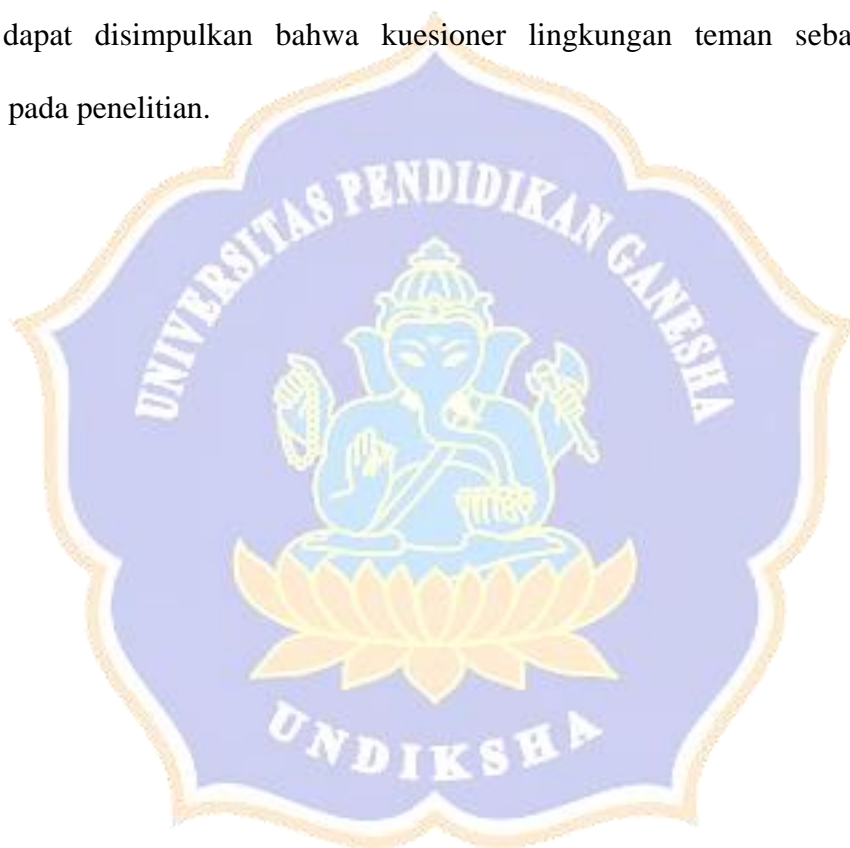 dapat disimpulkan bahwa kuesioner lingkungan teman seba
pada penelitian.
UNIVERSITAS PENDIDIKAN GANESHA
UNDIKSHA